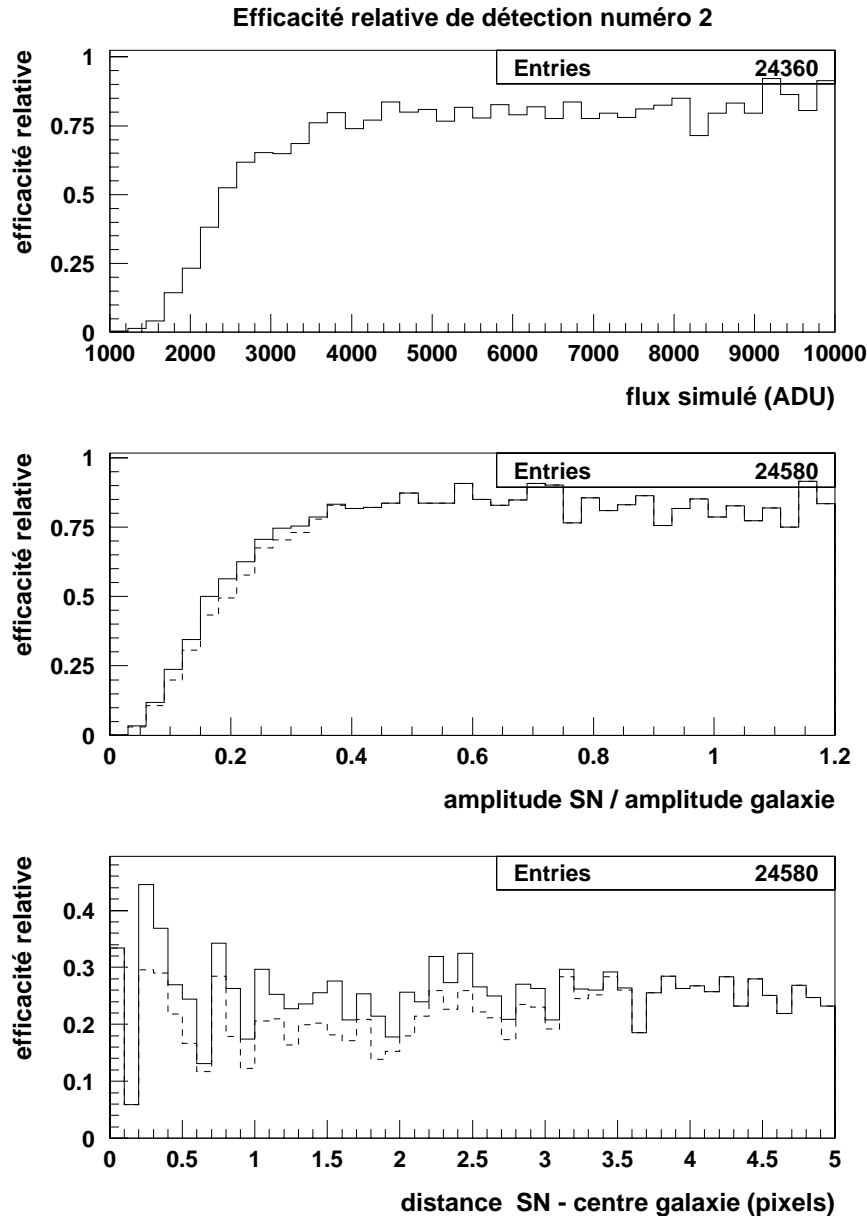 Efficacité relative de détection numéro 2
Entries 24360
efficacité relative
1
0.75
0.5
0.25
0
1000 2000 3000 4000 5000 6000 7000 8000 9000 10000
flux simulé (ADU)
Entries 24580
efficacité relative
1
0.75
0.5
0.25
0
0 0.2 0.4 0.6 0.8 1 1.2
amplitude SN / amplitude galaxie
Entries 24580
efficacité relative
0.4
0.3
0.2
0.1
0
0 0.5 1 1.5 2 2.5 3 3.5 4 4.5 5
distance SN - centre galaxie (pixels)